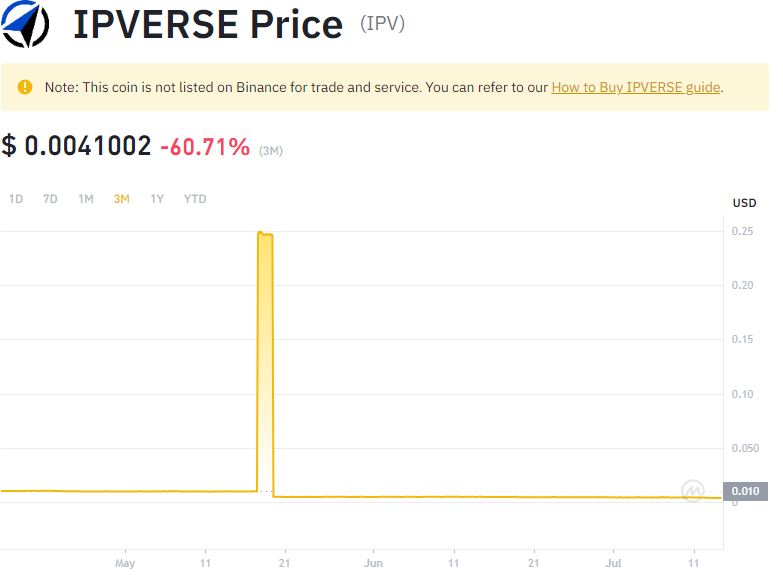 IPVERSE Price (IPV)
Note: This coin is not listed on Binance for trade and service. You can refer to our How to Buy IPVERSE guide.
$ 0.0041002 -60.71% (3M)
1D 7D 1M 3M 1Y YTD
USD
0.25
0.20
0.15
0.10
0.050
0.010
0
May 11 21 Jun 11 21 Jul 11